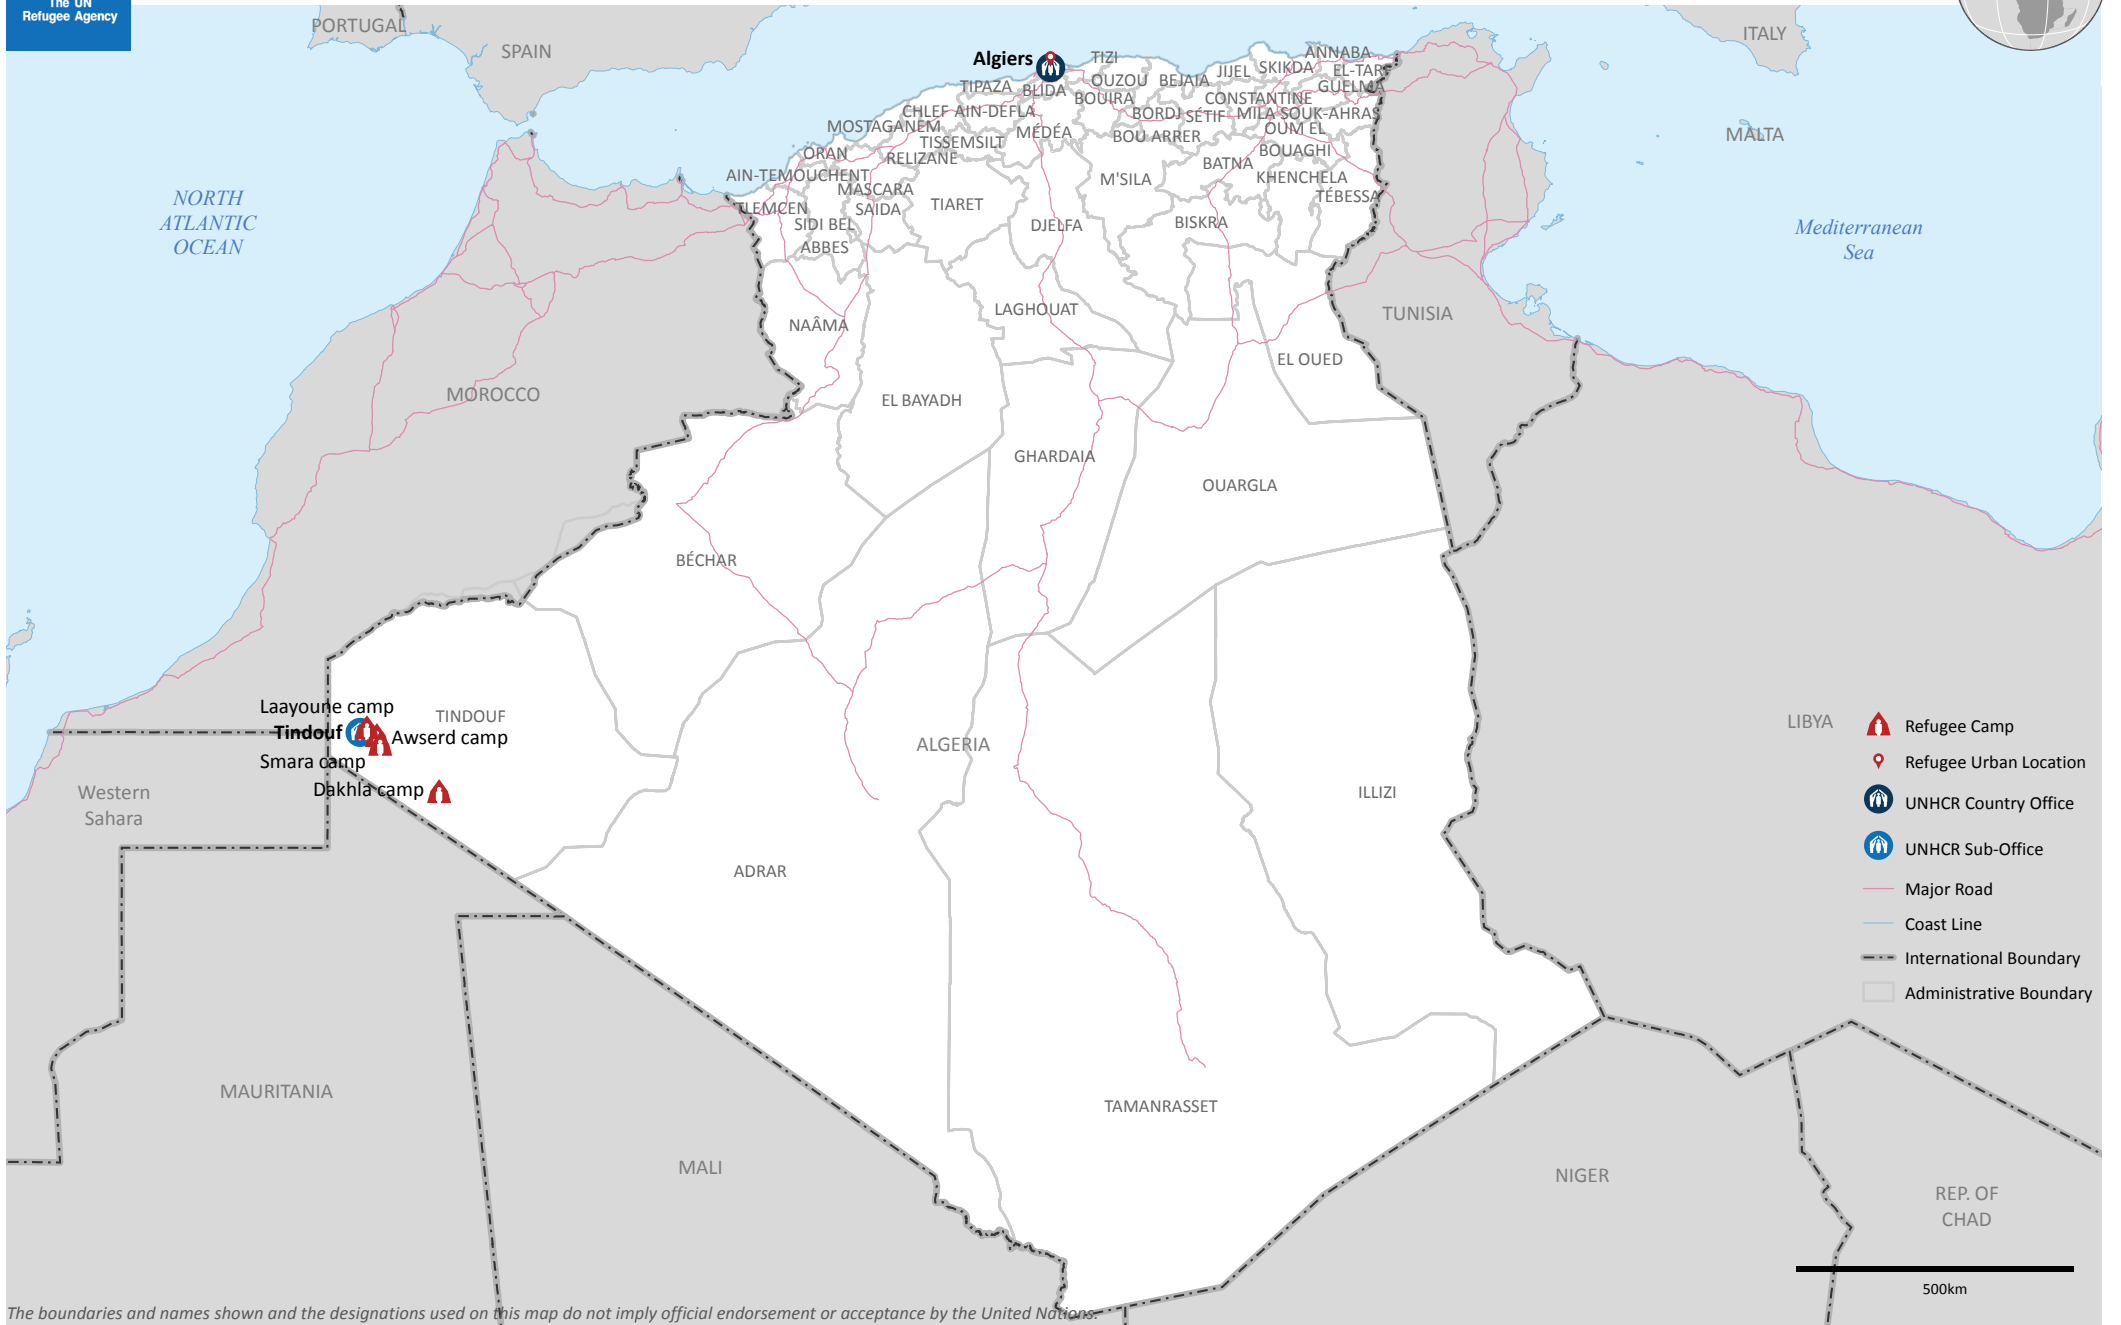 The UN
Refugee Agency
PORTUGAL
SPAIN
ITALY
MALTA
NORTH
ATLANTIC
OCEAN
Mediterranean
Sea
Algiers
TIZI
OUZOU
BEJAIA
JIJEL
SKIKDA
ANNABA
EL-TARF
GUELMA
TIPAZA
BLIDA
BOUIRA
CONSTANTINE
CHLEF
AIN-DEFLA
BORDJ
BOU ARRER
SÉTIF
MILA
SOUK-AHRAS
MOSTAGANEM
MÉDÉA
OUM EL
BOUAGHI
TISSEMSILT
ORAN
RELIZANE
BATNA
KHENCHELA
AIN-TEMOUCHENT
MASCARA
M'SILA
TÉBESSA
TLEMCEN
SAIDA
TIARET
SIDI BEL
ABBES
DJELFA
BISKRA
NAÂMA
LAGHOUAT
TUNISIA
EL OUED
MOROCCO
EL BAYADH
GHARDAIA
OUARGLA
BÉCHAR
Laayoune camp
TINDOUF
Tindouf
Awserd camp
Smara camp
Dakhla camp
ALGERIA
LIBYA
ILLIZI
Western
Sahara
ADRAR
MAURITANIA
TAMANRASSET
MALI
NIGER
REP. OF
CHAD
Refugee Camp
Refugee Urban Location
UNHCR Country Office
UNHCR Sub-Office
Major Road
Coast Line
International Boundary
Administrative Boundary
500km
The boundaries and names shown and the designations used on this map do not imply official endorsement or acceptance by the United Nations.